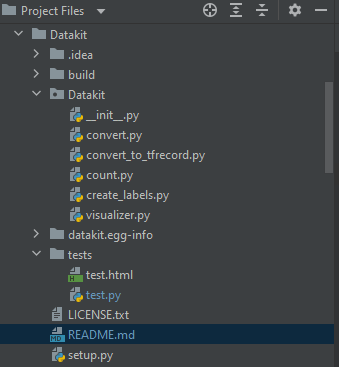 Project Files
Datakit
.idea
build
Datakit
__init__.py
convert.py
convert_to_tfrecord.py
count.py
create_labels.py
visualizer.py
datakit.egg-info
tests
test.html
test.py
LICENSE.txt
README.md
setup.py